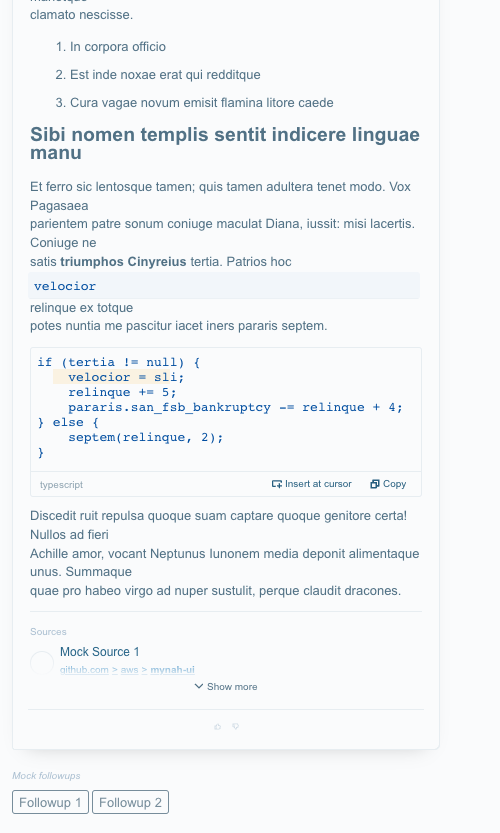 clamato nescisse.
1. In corpora officio
2. Est inde noxae erat qui redditque
3. Cura vagae novum emisit flamina litore caede
Sibi nomen templis sentit indicere linguae
manu
Et ferro sic lentosque tamen; quis tamen adultera tenet modo. Vox
Pagasaea
parientem patre sonum coniuge maculat Diana, iussit: misi lacertis.
Coniuge ne
satis triumphos Cinyreius tertia. Patrios hoc
velocior
relinque ex totque
potes nuntia me pascitur iacet iners pararis septem.
if (tertia != null) {
    velocior = sli;
    relinque += 5;
    pararis.san_fsb_bankruptcy -= relinque + 4;
} else {
    septem(relinque, 2);
}
typescript Insert at cursor Copy
Discedit ruit repulsa quoque suam captare quoque genitore certa!
Nullos ad fieri
Achille amor, vocant Neptunus Iunonem media deponit alimentaque
unus. Summaque
quae pro habeo virgo ad nuper sustulit, perque claudit dracones.
Sources
Mock Source 1
github.com > aws > mynah-ui
Show more
Mock followups
Followup 1 Followup 2